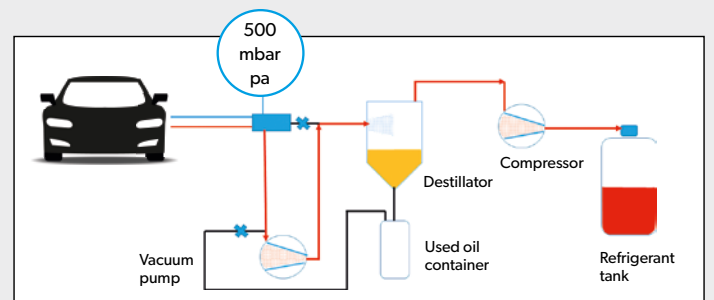 500
mbar
pa
Compressor
Destillator
Vacuum
pump
Used oil
container
Refrigerant
tank